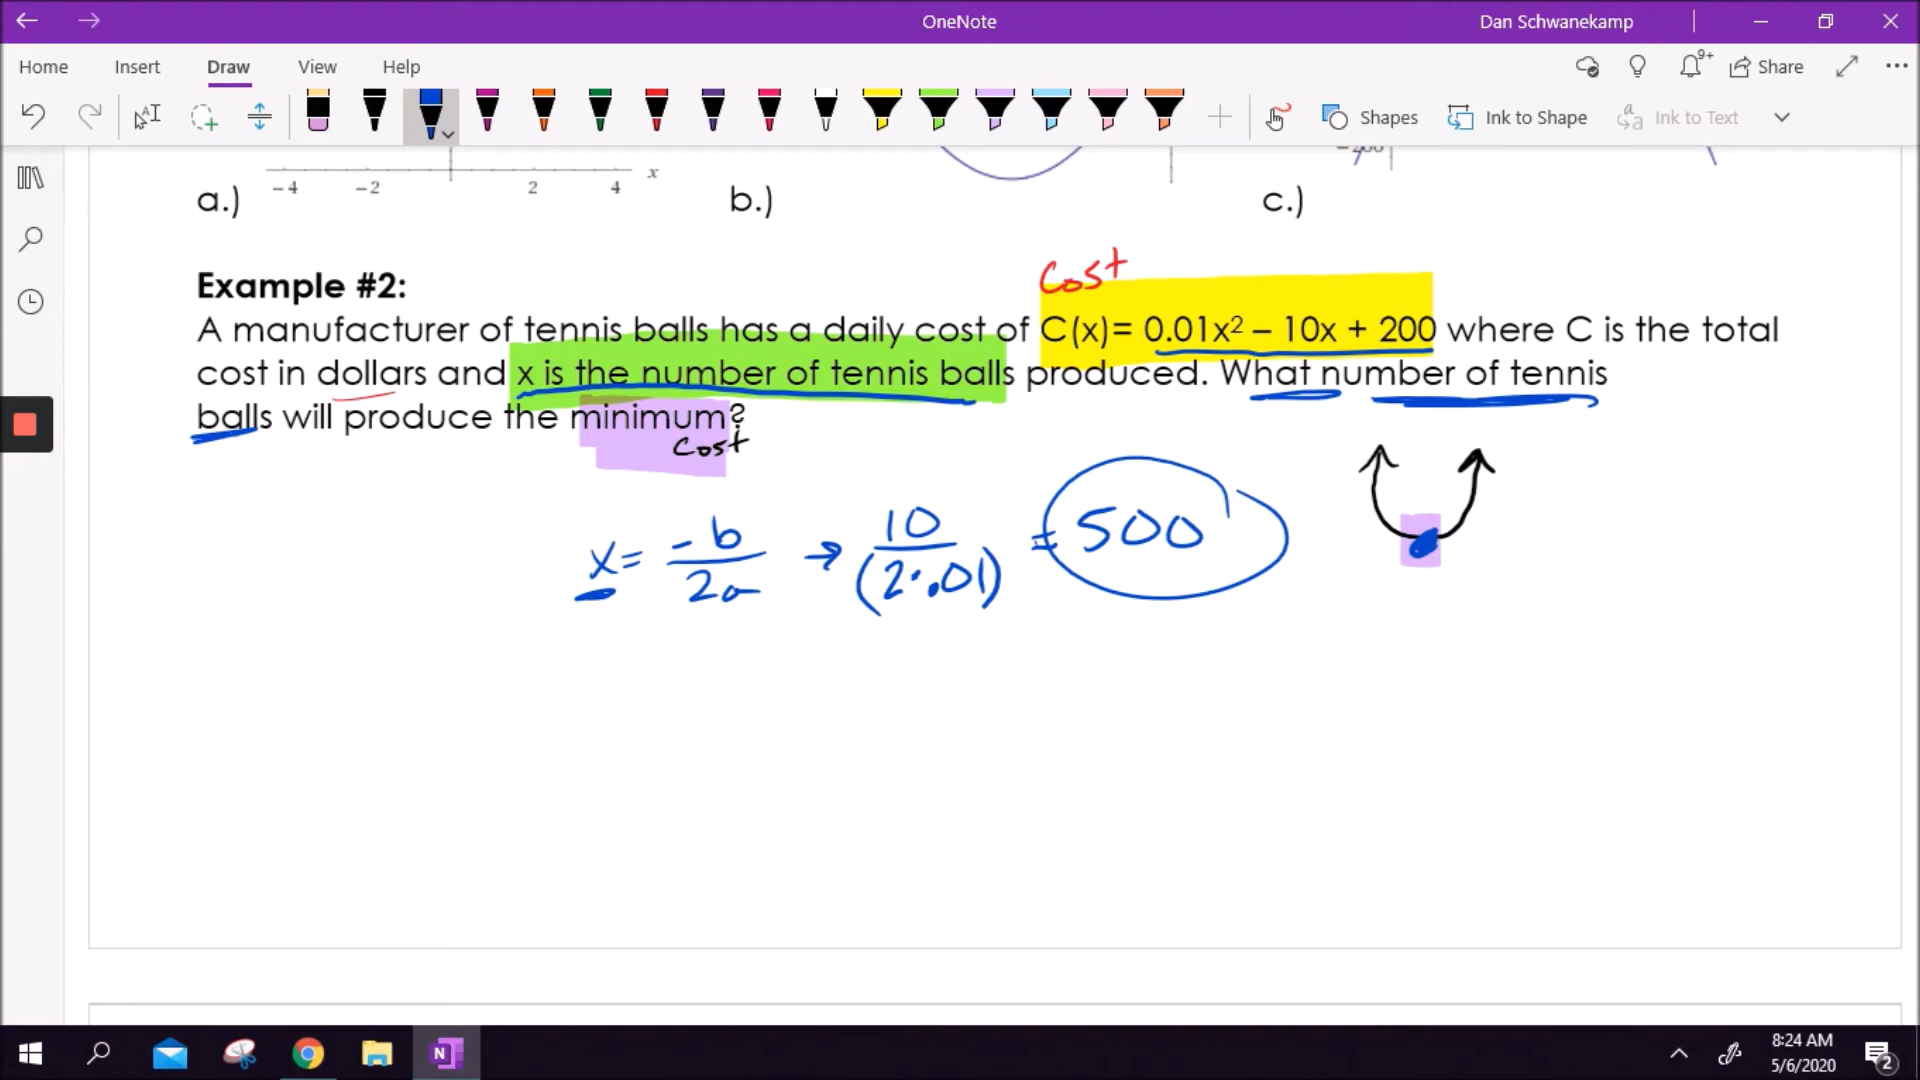 OneNote
Dan Schwanekamp
Home Insert Draw View Help
9+
Share
Shapes
Ink to Shape
Ink to Text
-4 -2 2 4 x
a.) b.) c.)
Cost
Example #2:
A manufacturer of tennis balls has a daily cost of C(x)= 0.01x² – 10x + 200 where C is the total
cost in dollars and x is the number of tennis balls produced. What number of tennis
balls will produce the minimum?
Cost
x = -b/2a → 10/(2·.01) = 500
N
8:24 AM
5/6/2020
2